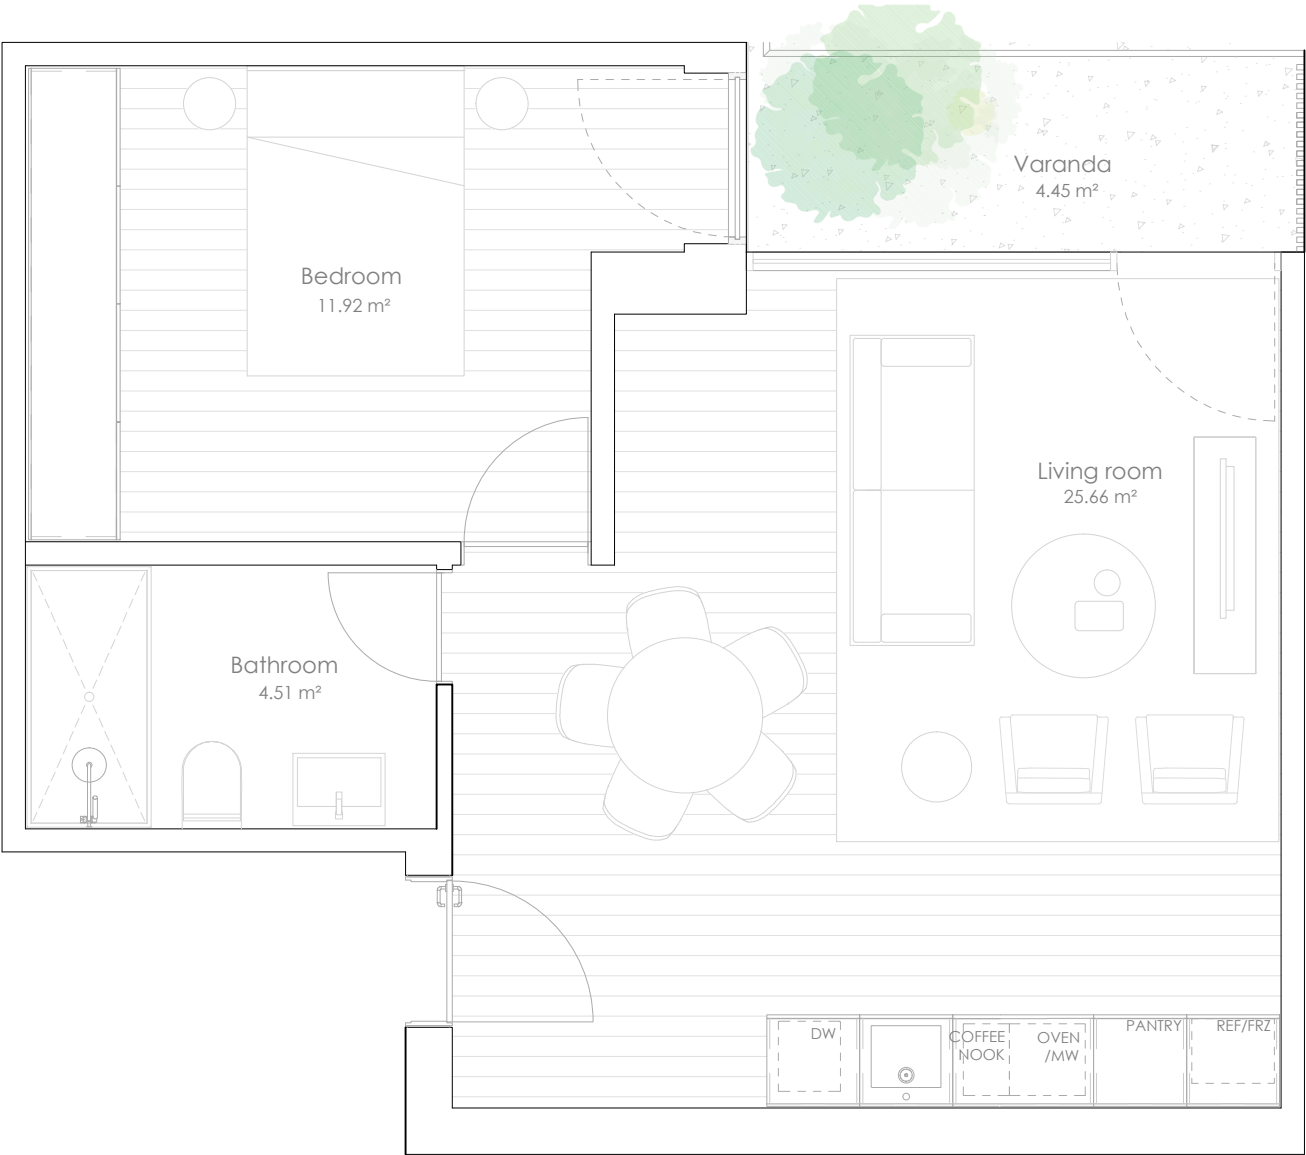 Varanda
4.45 m²
Bedroom
11.92 m²
Living room
25.66 m²
Bathroom
4.51 m²
DW
COFFEE
NOOK
OVEN
/MW
PANTRY
REF/FRZ